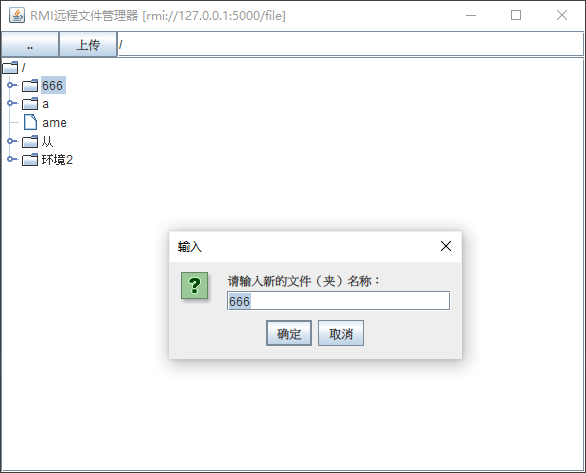 RMI远程文件管理器 [rmi://127.0.0.1:5000/file]
.. 上传 /
/
666
a
ame
从
环境2
输入
请输入新的文件（夹）名称：
666
确定 取消